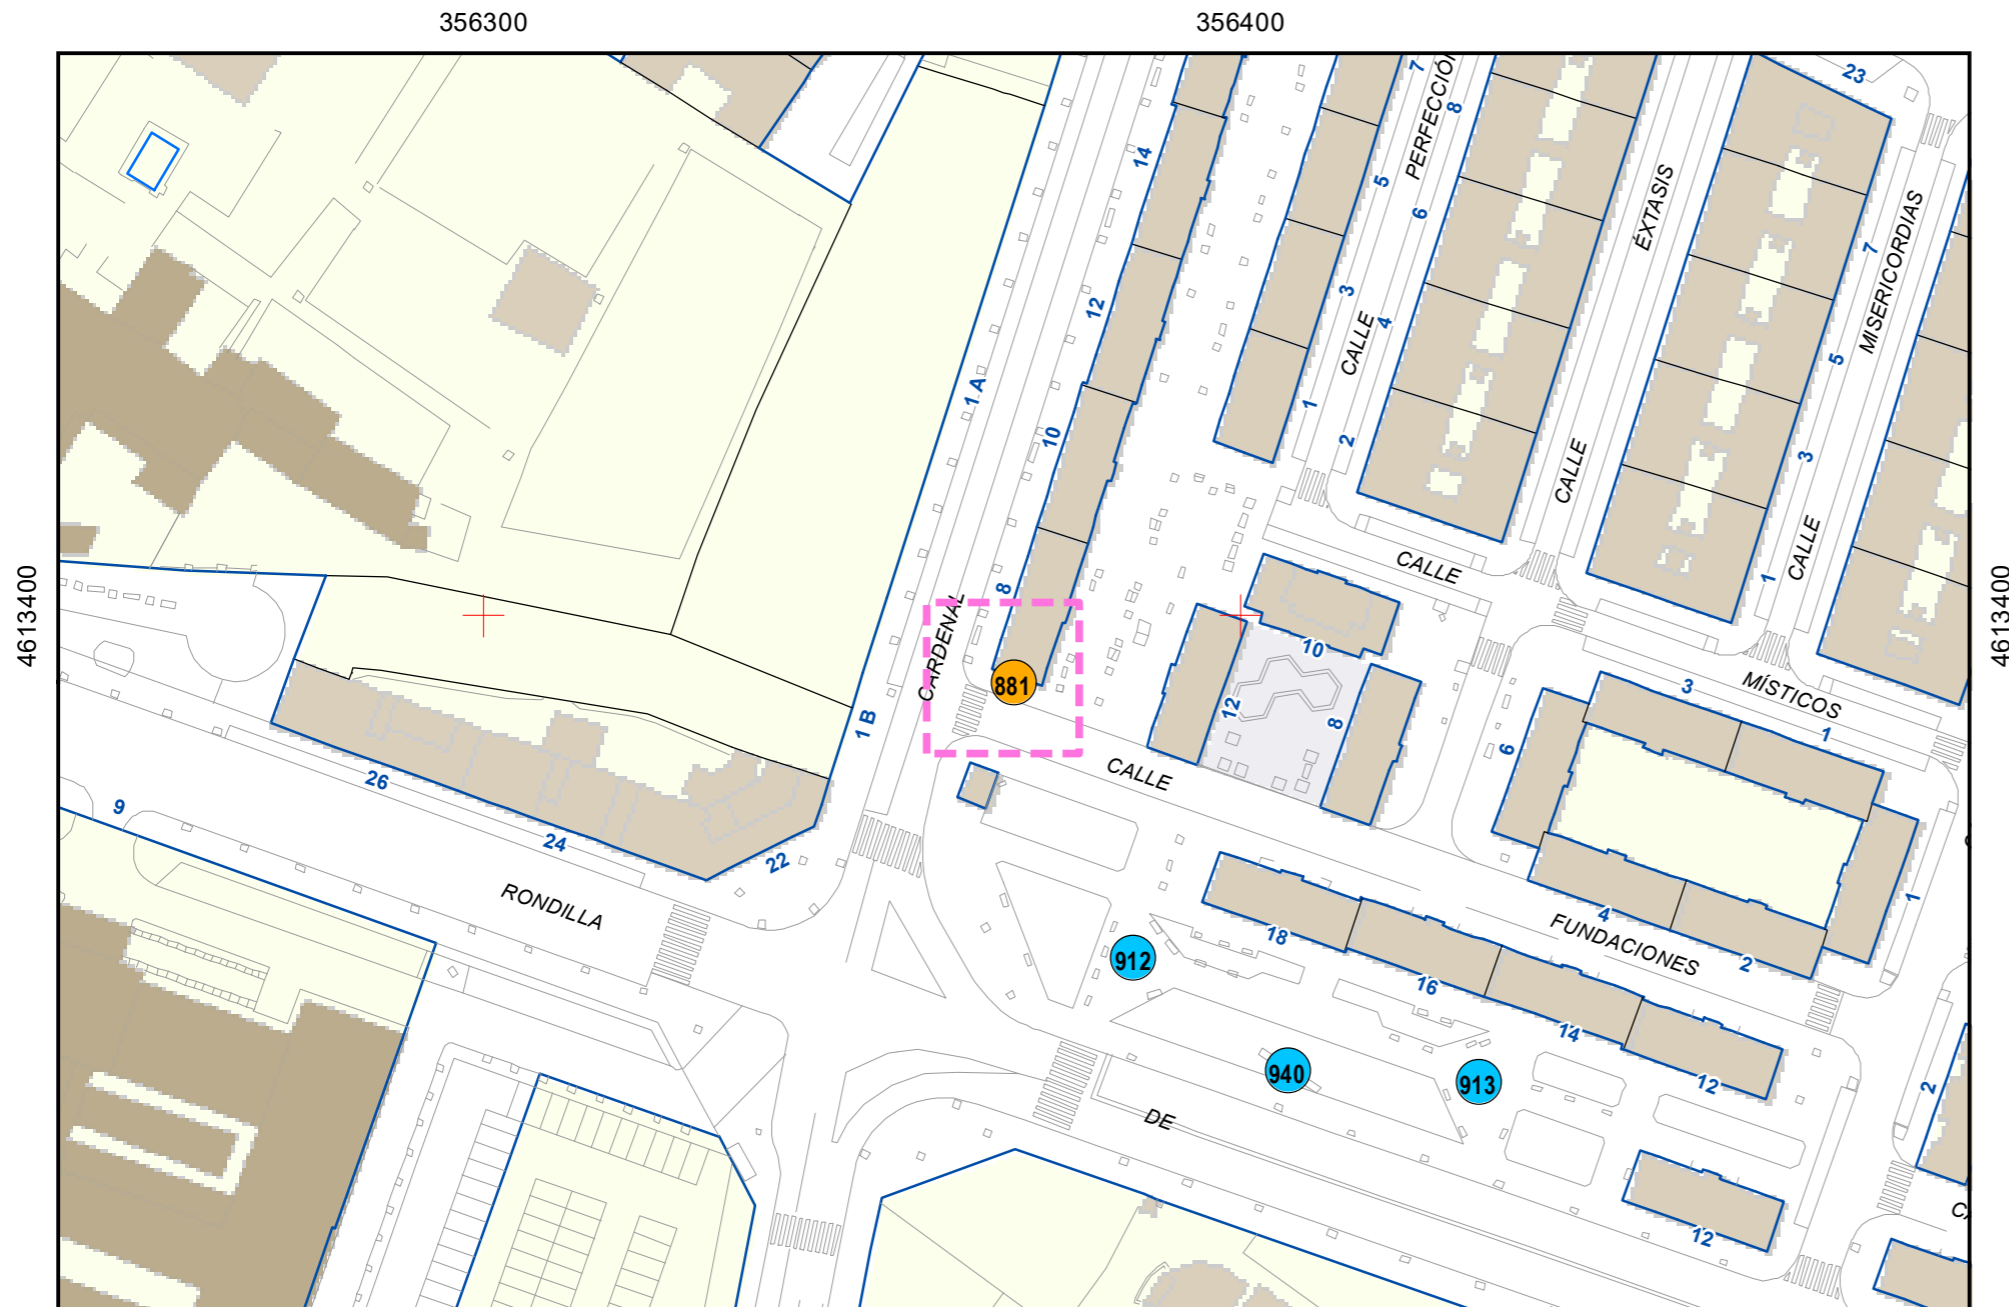 356300
356400
4613400
4613400
23
7
PERFECCIÓN
8
14
5
6
ÉXTASIS
7
MISERICORDIAS
12
3
4
CALLE
5
1 A
10
1
2
CALLE
3
CALLE
CALLE
1
8
CARDENAL
881
10
12
8
3
MÍSTICOS
1
6
1 B
CALLE
26
24
22
9
RONDILLA
18
912
16
4
FUNDACIONES
2
1
14
940
913
12
2
DE
12